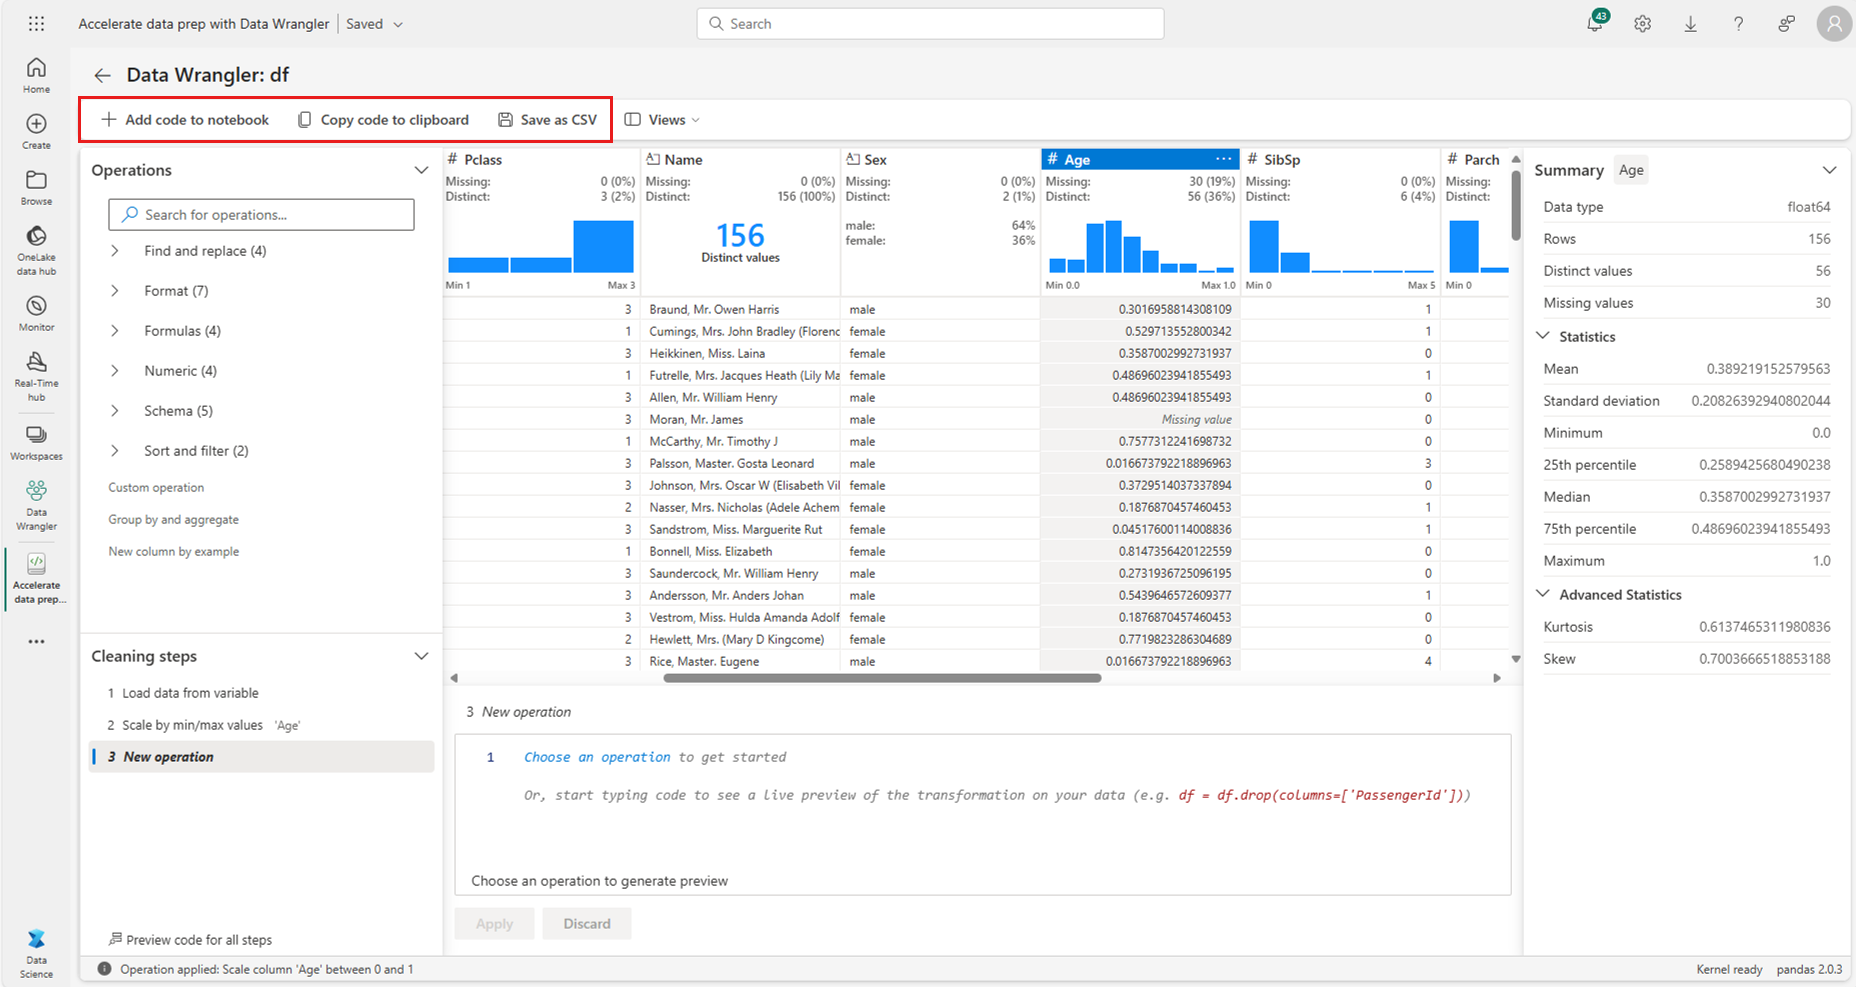 Accelerate data prep with Data Wrangler | Saved
Search
43
Home
Create
Browse
OneLake
data hub
Monitor
Real-Time
hub
Workspaces
Data
Wrangler
Accelerate
data prep...
Data
Science
Data Wrangler: df
Add code to notebook
Copy code to clipboard
Save as CSV
Views
Operations
Search for operations...
Find and replace (4)
Format (7)
Formulas (4)
Numeric (4)
Schema (5)
Sort and filter (2)
Custom operation
Group by and aggregate
New column by example
Cleaning steps
1 Load data from variable
2 Scale by min/max values 'Age'
3 New operation
Preview code for all steps
# Pclass Name Sex # Age ... # SibSp # Parch
Missing: 0 (0%) Missing: 0 (0%) Missing: 0 (0%) Missing: 30 (19%) Missing: 0 (0%) Missing:
Distinct: 3 (2%) Distinct: 156 (100%) Distinct: 2 (1%) Distinct: 56 (36%) Distinct: 6 (4%) Distinct:
156
Distinct values
male: 64%
female: 36%
Min 1 Max 3 Min 0.0 Max 1.0 Min 0 Max 5 Min 0
3 Braund, Mr. Owen Harris male 0.3016958814308109 1
1 Cumings, Mrs. John Bradley (Florenc female 0.529713552800342 1
3 Heikkinen, Miss. Laina female 0.3587002992731937 0
1 Futrelle, Mrs. Jacques Heath (Lily Ma female 0.48696023941855493 1
3 Allen, Mr. William Henry male 0.48696023941855493 0
3 Moran, Mr. James male Missing value 0
1 McCarthy, Mr. Timothy J male 0.7577312241698732 0
3 Palsson, Master. Gosta Leonard male 0.016673792218896963 3
3 Johnson, Mrs. Oscar W (Elisabeth Vil female 0.3729514037337894 0
2 Nasser, Mrs. Nicholas (Adele Achem female 0.1876870457460453 1
3 Sandstrom, Miss. Marguerite Rut female 0.04517600114008836 1
1 Bonnell, Miss. Elizabeth female 0.8147356420122559 0
3 Saundercock, Mr. William Henry male 0.2731936725096195 0
3 Andersson, Mr. Anders Johan male 0.5439646572609377 1
3 Vestrom, Miss. Hulda Amanda Adolf female 0.1876870457460453 0
2 Hewlett, Mrs. (Mary D Kingcome) female 0.7719823286304689 0
3 Rice, Master. Eugene male 0.016673792218896963 4
3 New operation
1 Choose an operation to get started
Or, start typing code to see a live preview of the transformation on your data (e.g. df = df.drop(columns=['PassengerId']))
Choose an operation to generate preview
Apply Discard
Summary Age
Data type float64
Rows 156
Distinct values 56
Missing values 30
Statistics
Mean 0.389219152579563
Standard deviation 0.20826392940802044
Minimum 0.0
25th percentile 0.2589425680490238
Median 0.3587002992731937
75th percentile 0.48696023941855493
Maximum 1.0
Advanced Statistics
Kurtosis 0.6137465311980836
Skew 0.7003666518853188
Operation applied: Scale column 'Age' between 0 and 1
Kernel ready pandas 2.0.3